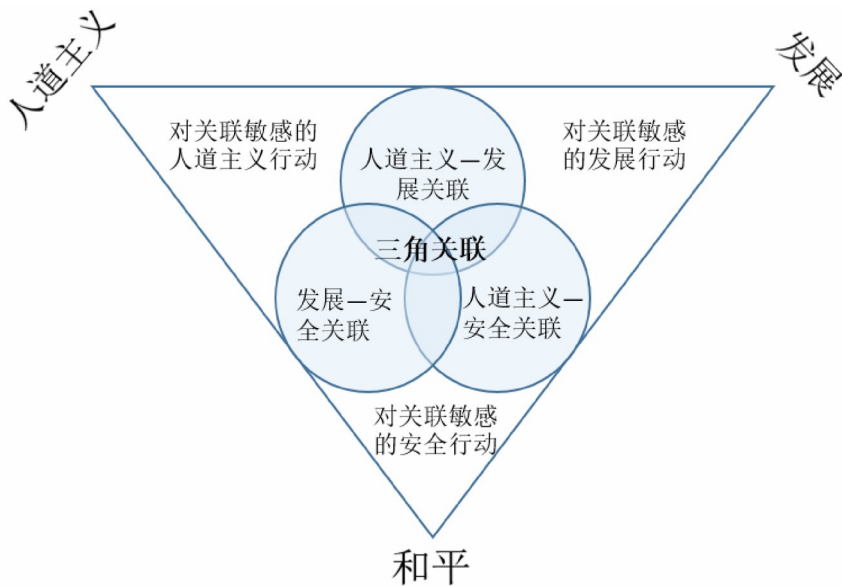 人道主义
发展
对关联敏感的
人道主义行动
对关联敏感
的发展行动
人道主义—发
展关联
三角关联
发展—安
全关联
人道主义—
安全关联
对关联敏感
的安全行动
和平